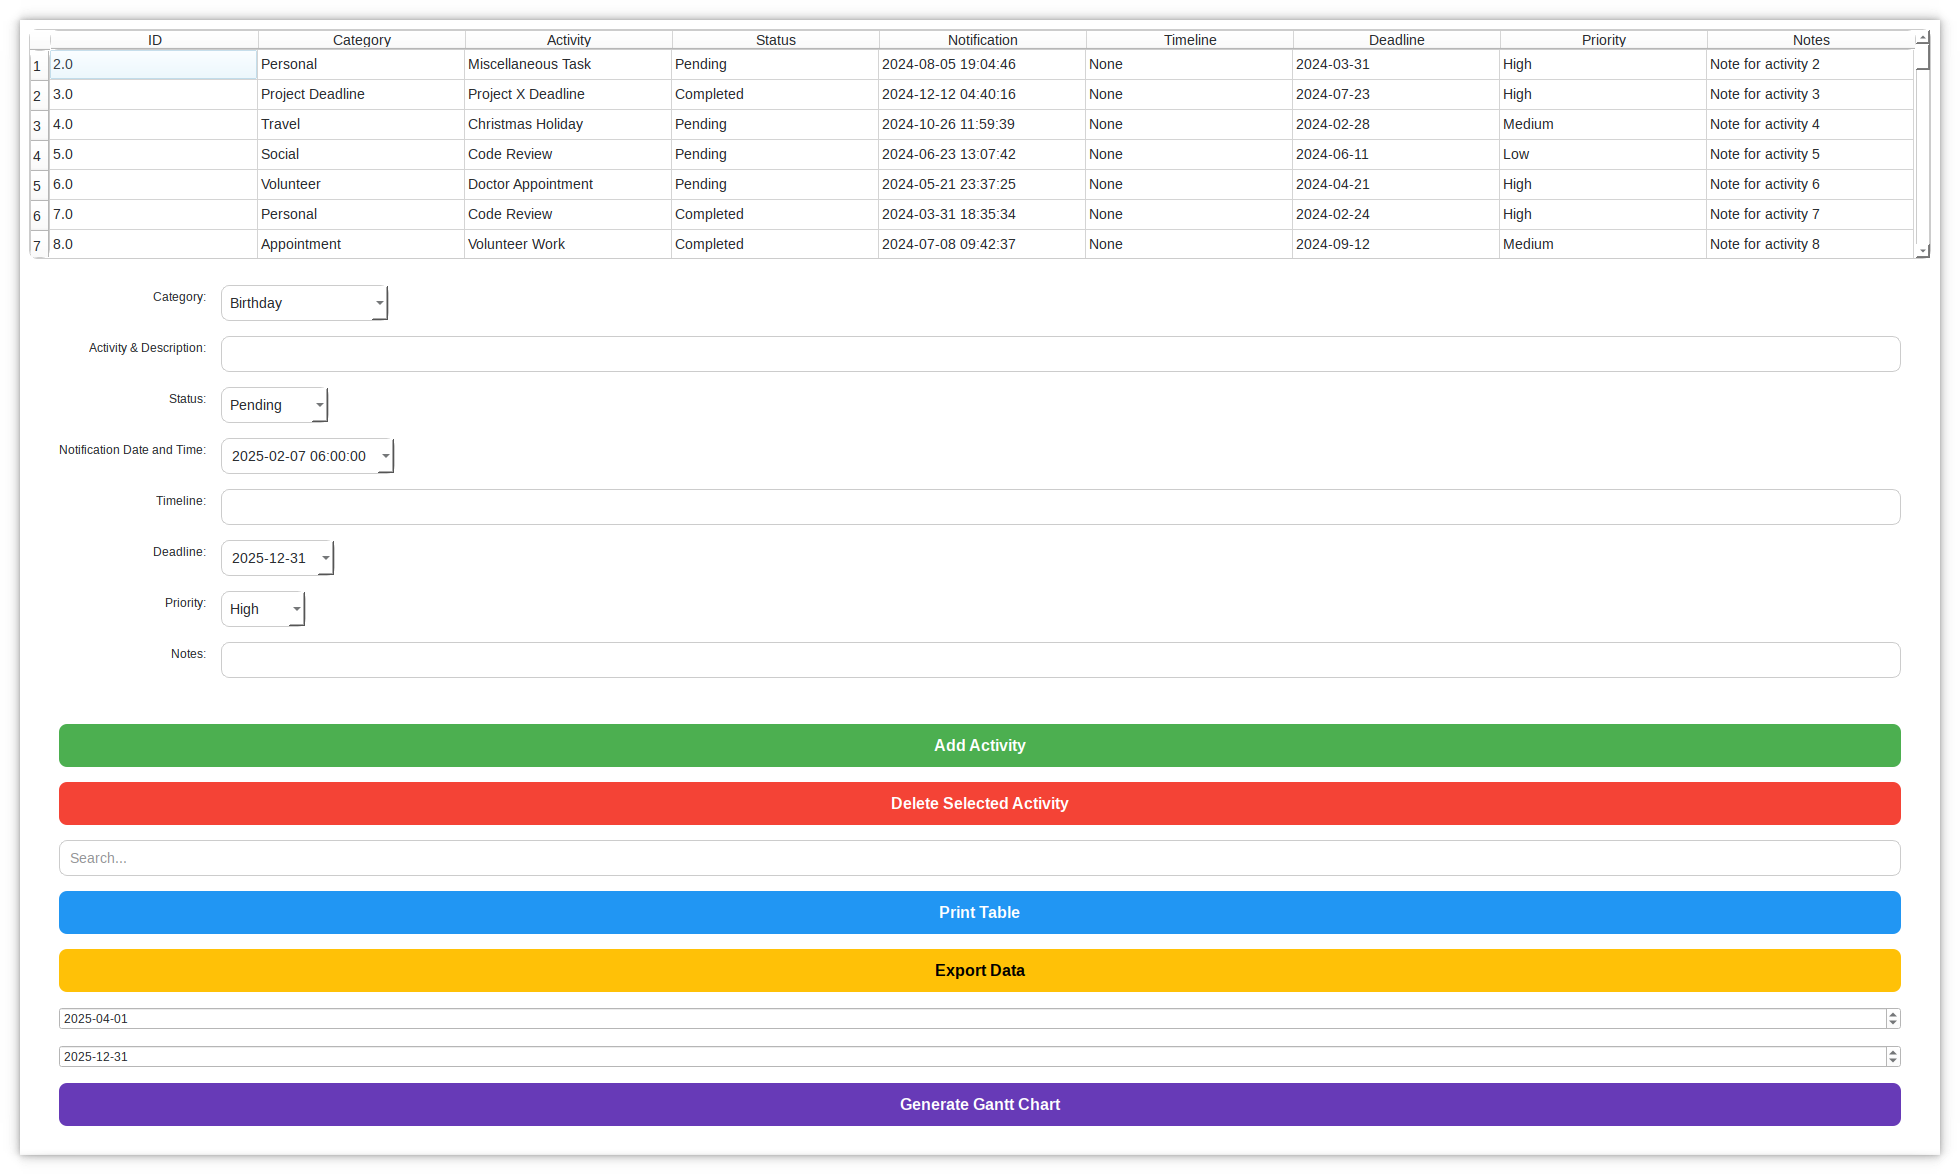 ID Category Activity Status Notification Timeline Deadline Priority Notes
1 2.0 Personal Miscellaneous Task Pending 2024-08-05 19:04:46 None 2024-03-31 High Note for activity 2
2 3.0 Project Deadline Project X Deadline Completed 2024-12-12 04:40:16 None 2024-07-23 High Note for activity 3
3 4.0 Travel Christmas Holiday Pending 2024-10-26 11:59:39 None 2024-02-28 Medium Note for activity 4
4 5.0 Social Code Review Pending 2024-06-23 13:07:42 None 2024-06-11 Low Note for activity 5
5 6.0 Volunteer Doctor Appointment Pending 2024-05-21 23:37:25 None 2024-04-21 High Note for activity 6
6 7.0 Personal Code Review Completed 2024-03-31 18:35:34 None 2024-02-24 High Note for activity 7
7 8.0 Appointment Volunteer Work Completed 2024-07-08 09:42:37 None 2024-09-12 Medium Note for activity 8
Category: Birthday
Activity & Description:
Status: Pending
Notification Date and Time: 2025-02-07 06:00:00
Timeline:
Deadline: 2025-12-31
Priority: High
Notes:
Add Activity
Delete Selected Activity
Search...
Print Table
Export Data
2025-04-01
2025-12-31
Generate Gantt Chart